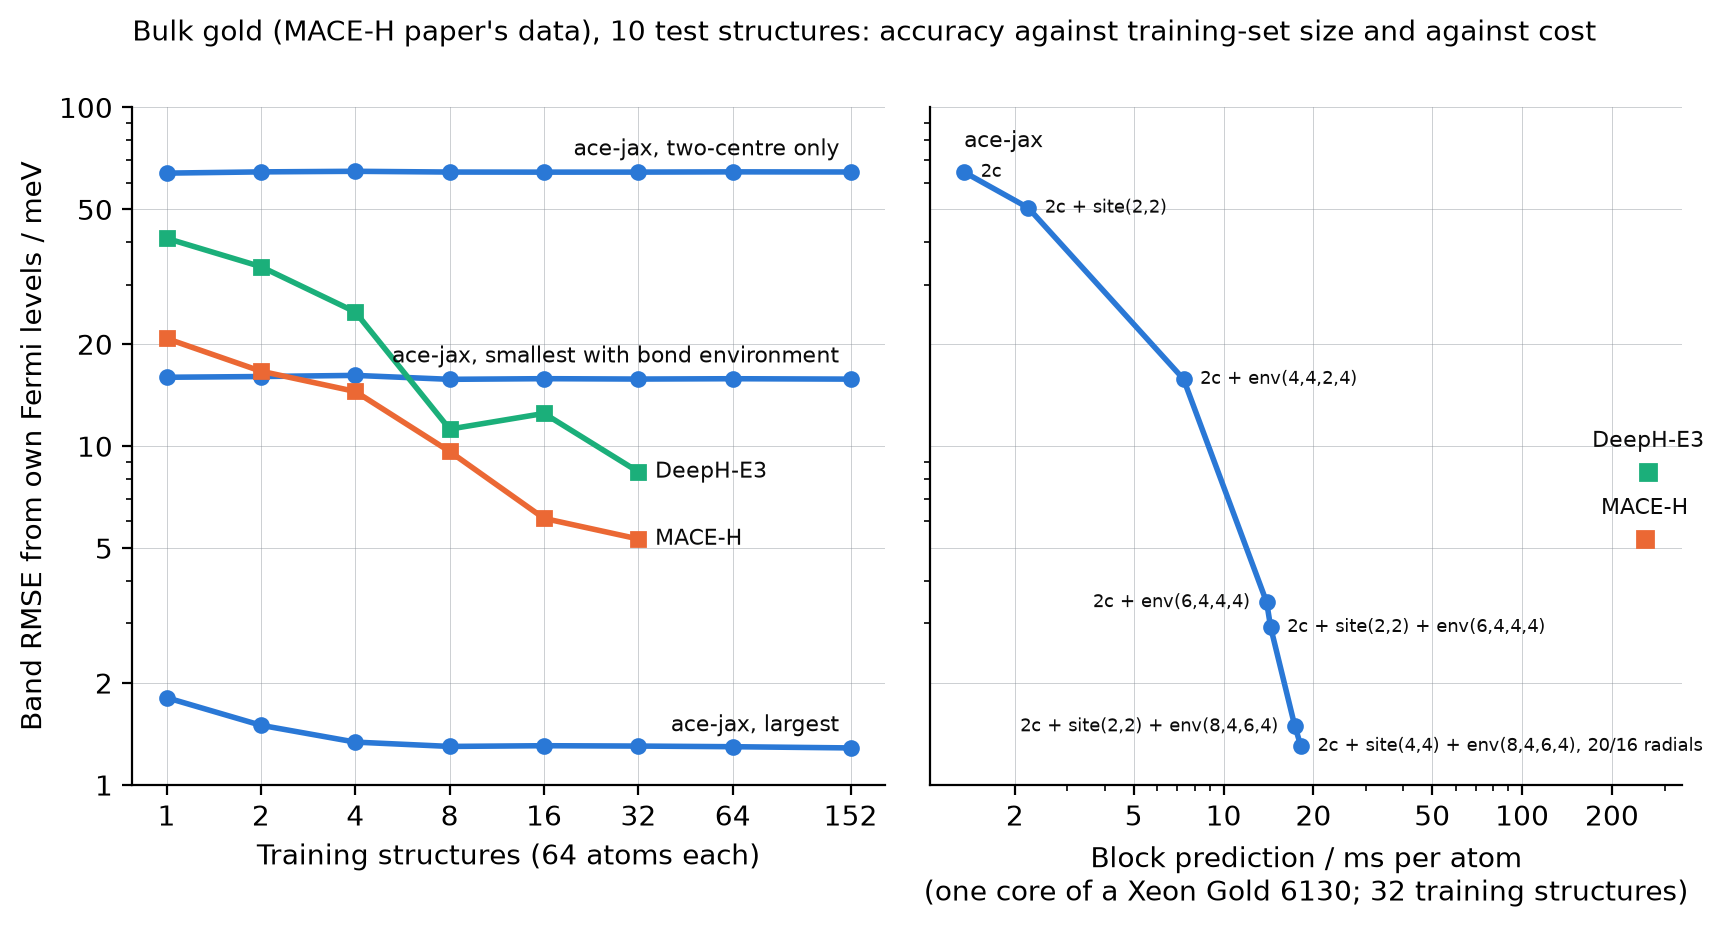 Bulk gold (MACE-H paper's data), 10 test structures: accuracy against training-set size and against cost
Band RMSE from own Fermi levels / meV
100
50
20
10
5
2
1
ace-jax, two-centre only
ace-jax, smallest with bond environment
DeepH-E3
MACE-H
ace-jax, largest
1 2 4 8 16 32 64 152
Training structures (64 atoms each)
ace-jax
2c
2c + site(2,2)
2c + env(4,4,2,4)
DeepH-E3
MACE-H
2c + env(6,4,4,4)
2c + site(2,2) + env(6,4,4,4)
2c + site(2,2) + env(8,4,6,4)
2c + site(4,4) + env(8,4,6,4), 20/16 radials
2 5 10 20 50 100 200
Block prediction / ms per atom
(one core of a Xeon Gold 6130; 32 training structures)